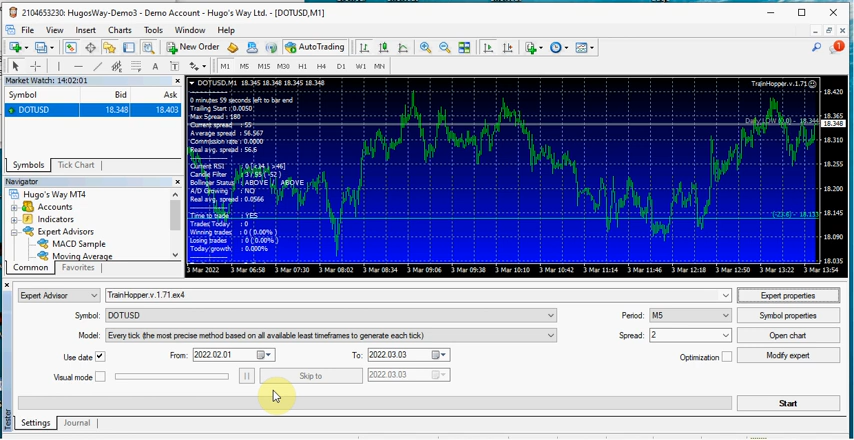 2104653230: HugosWay-Demo3 - Demo Account - Hugo's Way Ltd. - [DOTUSD,M1]
File View Insert Charts Tools Window Help
New Order AutoTrading 1
A T M1 M5 M15 M30 H1 H4 D1 W1 MN
Market Watch: 14:02:01
Symbol Bid Ask
DOTUSD 18.348 18.403
Symbols Tick Chart
Navigator
Hugo's Way MT4
Accounts
Indicators
Expert Advisors
MACD Sample
Moving Average
Common Favorites
DOTUSD,M1 18.345 18.348 18.345 18.348
TrainHopper.v.1.71
0 minutes 59 seconds left to bar end
Trailing Start : 0.0050
Max Spread : 180
Current spread : 55
Average spread : 56.567
Commission rate : 0.0000
Real avg. spread : 56.6
Current RSI : 0 [ <34 | >46]
Candle Filter : 3 / 55 ( -52 )
Bollinger Status : ABOVE / ABOVE
A/D Growing : NO
Real avg. spread : 0.0566
Time to trade : YES
Trades Today : 0
Winning trades : 0 ( 0.00% )
Losing trades : 0 ( 0.00% )
Today growth: 0.000%
18.420
18.365
18.348
18.310
18.255
18.200
18.145
18.090
18.035
3 Mar 2022 3 Mar 06:58 3 Mar 07:30 3 Mar 08:02 3 Mar 08:34 3 Mar 09:06 3 Mar 09:38 3 Mar 10:10 3 Mar 10:42 3 Mar 11:14 3 Mar 11:46 3 Mar 12:18 3 Mar 12:50 3 Mar 13:22 3 Mar 13:54
Expert Advisor TrainHopper.v.1.71.ex4 Expert properties
Symbol: DOTUSD Period: M5 Symbol properties
Model: Every tick (the most precise method based on all available least timeframes to generate each tick) Spread: 2 Open chart
Use date From: 2022.02.01 To: 2022.03.03 Optimization Modify expert
Visual mode Skip to 2022.03.03
Start
Tester
Settings Journal